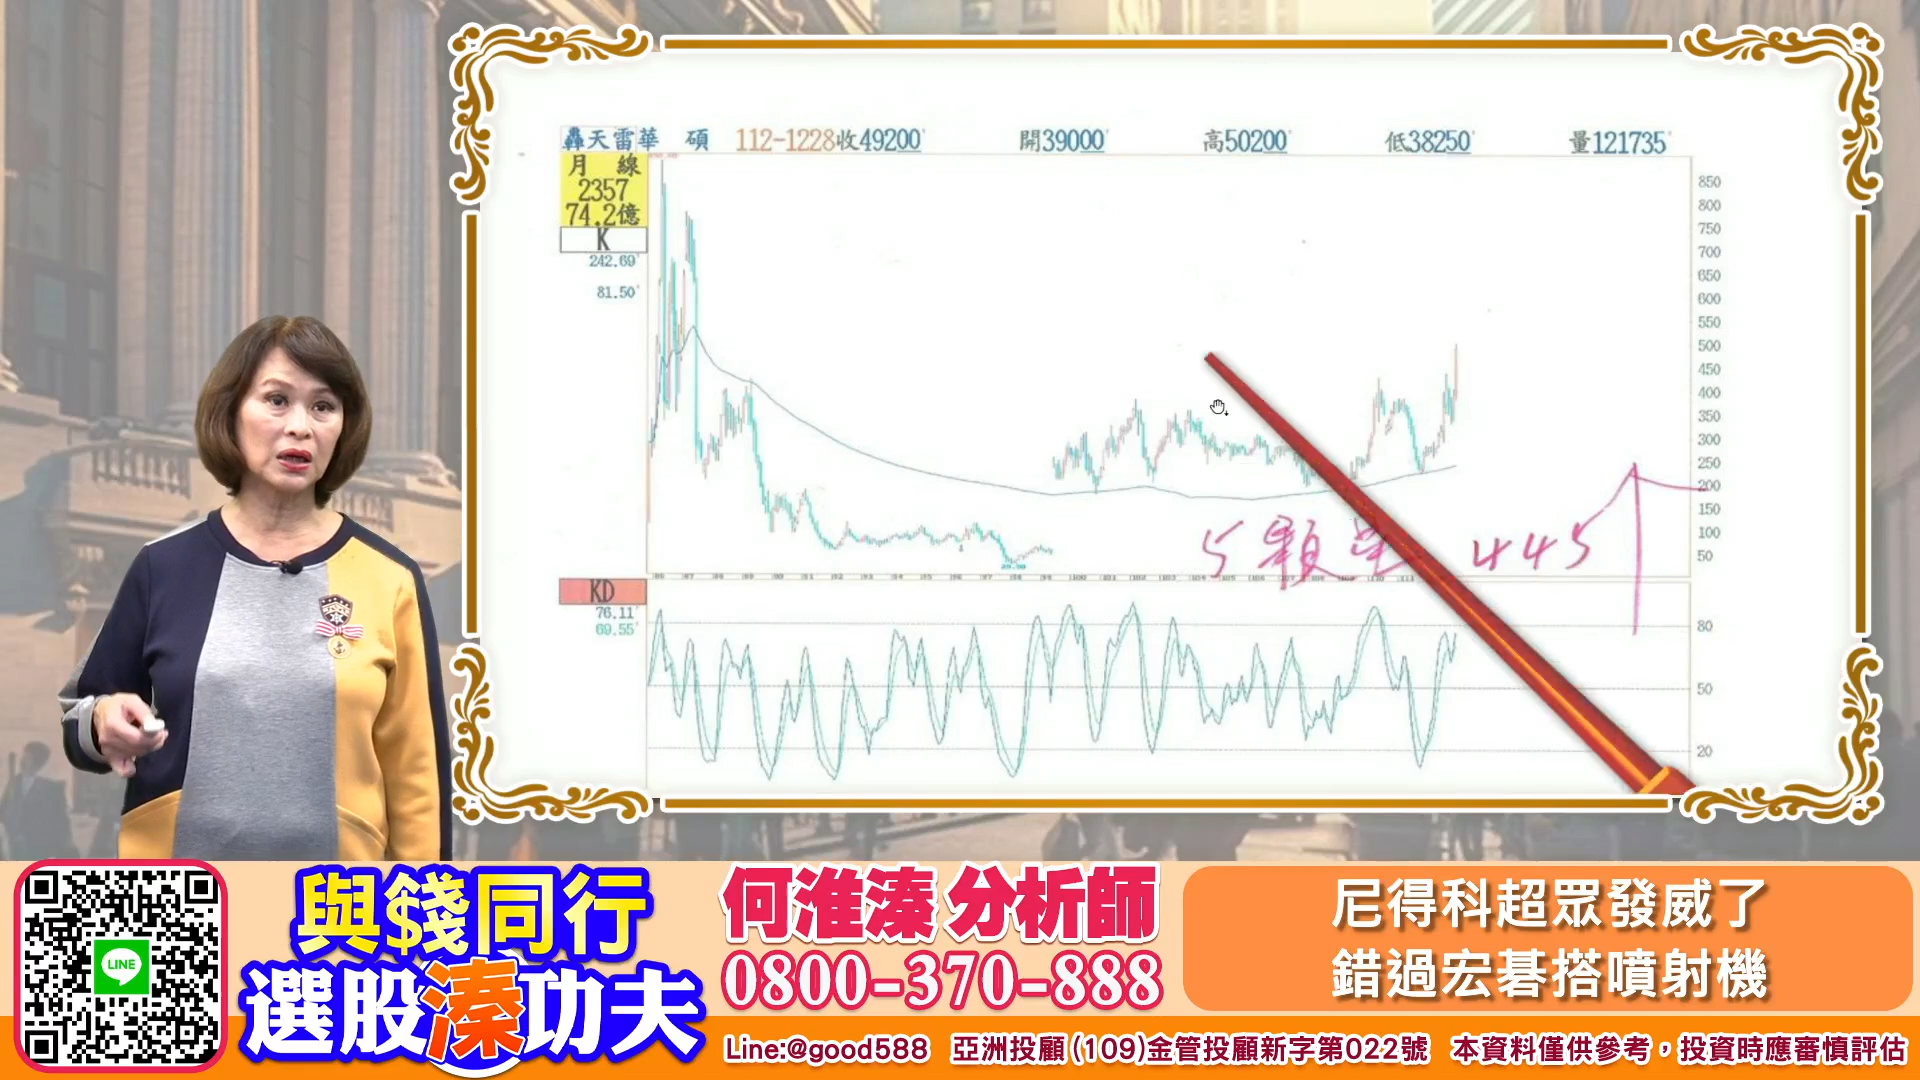 轟天雷華 碩 112-1228收49200 開39000 高50200 低38250 量121735
月 線
2357
74.2億
K
242.69
81.50
850
800
750
700
650
600
550
500
450
400
350
300
250
200
150
100
50
5顆星 445
KD
76.11
69.55
80
50
20
LINE
與$錢同行
選股溱功夫
何淮溱 分析師
0800-370-888
尼得科超眾發威了
錯過宏碁搭噴射機
Line:@good588 亞洲投顧 (109)金管投顧新字第022號 本資料僅供參考，投資時應審慎評估